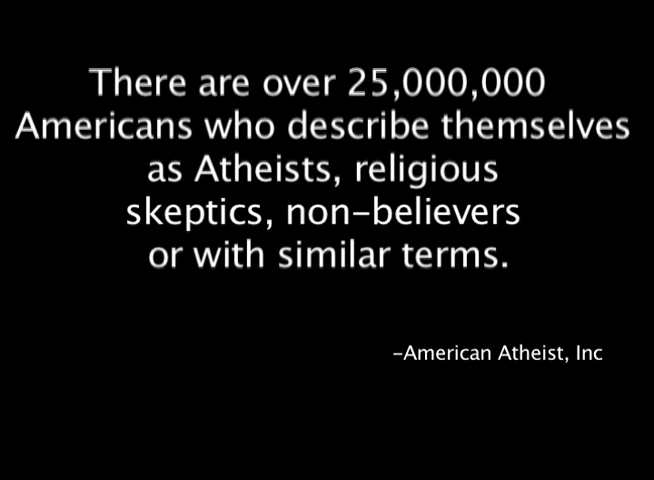 There are over 25,000,000
Americans who describe themselves
as Atheists, religious
skeptics, non-believers
or with similar terms.
-American Atheist, Inc